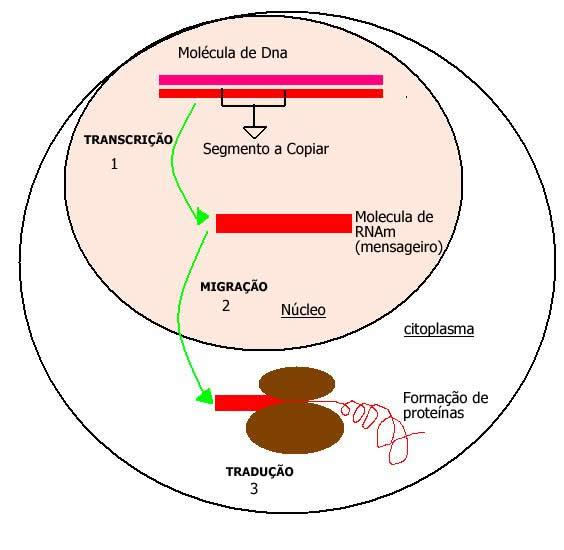 Molécula de Dna
TRANSCRIÇÃO
1
Segmento a Copiar
Molecula de
RNAm
(mensageiro)
MIGRAÇÃO
2
Núcleo
citoplasma
Formação de
proteínas
TRADUÇÃO
3